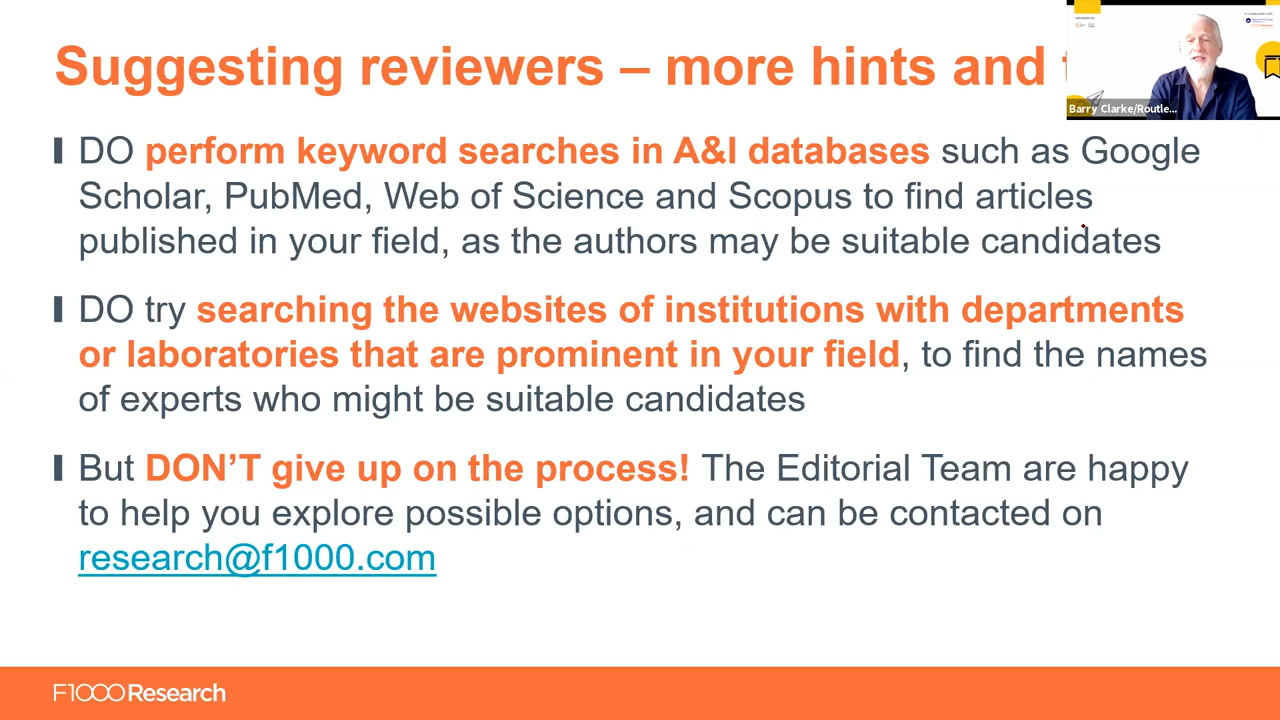 Suggesting reviewers – more hints and
Barry Clarke/Routle...
DO perform keyword searches in A&I databases such as Google
Scholar, PubMed, Web of Science and Scopus to find articles
published in your field, as the authors may be suitable candidates
DO try searching the websites of institutions with departments
or laboratories that are prominent in your field, to find the names
of experts who might be suitable candidates
But DON’T give up on the process! The Editorial Team are happy
to help you explore possible options, and can be contacted on
research@f1000.com
F1000Research